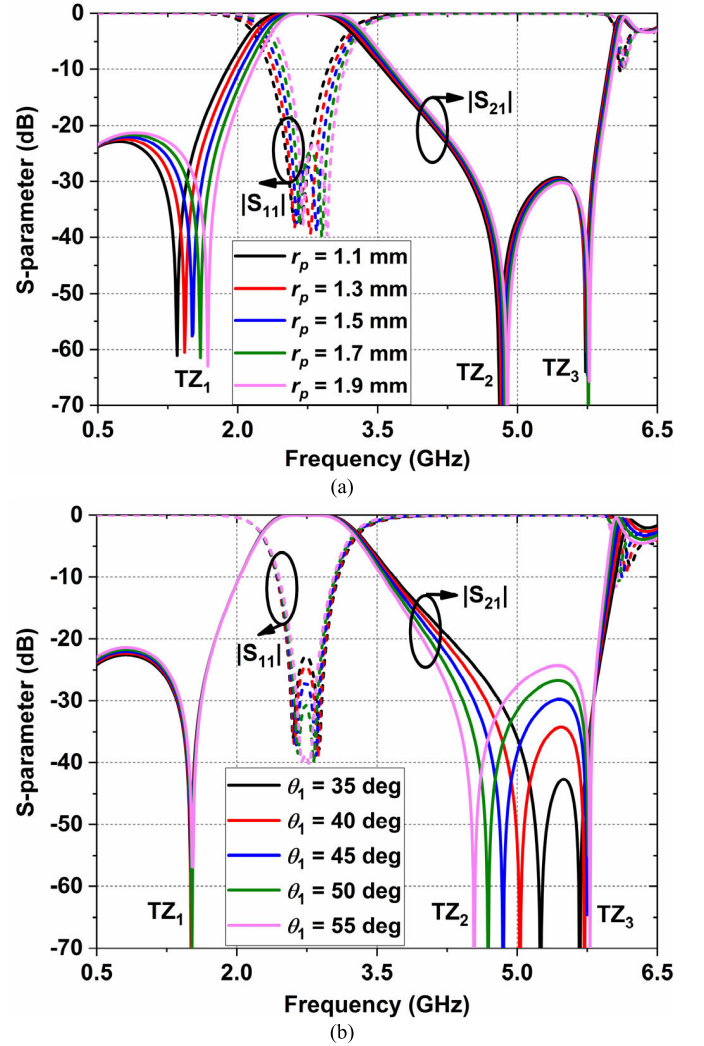 0
-10
-20
-30
-40
-50
-60
-70
S-parameter (dB)
|S21|
|S11|
rp = 1.1 mm
rp = 1.3 mm
rp = 1.5 mm
rp = 1.7 mm
rp = 1.9 mm
TZ1
TZ2
TZ3
0.5 2.0 3.5 5.0 6.5
Frequency (GHz)
(a)
0
-10
-20
-30
-40
-50
-60
-70
S-parameter (dB)
|S21|
|S11|
θ1 = 35 deg
θ1 = 40 deg
θ1 = 45 deg
θ1 = 50 deg
θ1 = 55 deg
TZ1
TZ2
TZ3
0.5 2.0 3.5 5.0 6.5
Frequency (GHz)
(b)